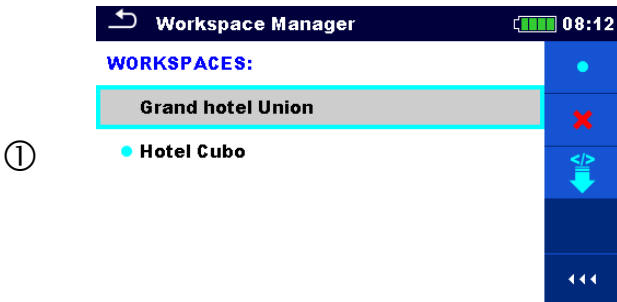 Workspace Manager 08:12
WORKSPACES:
Grand hotel Union
① Hotel Cubo